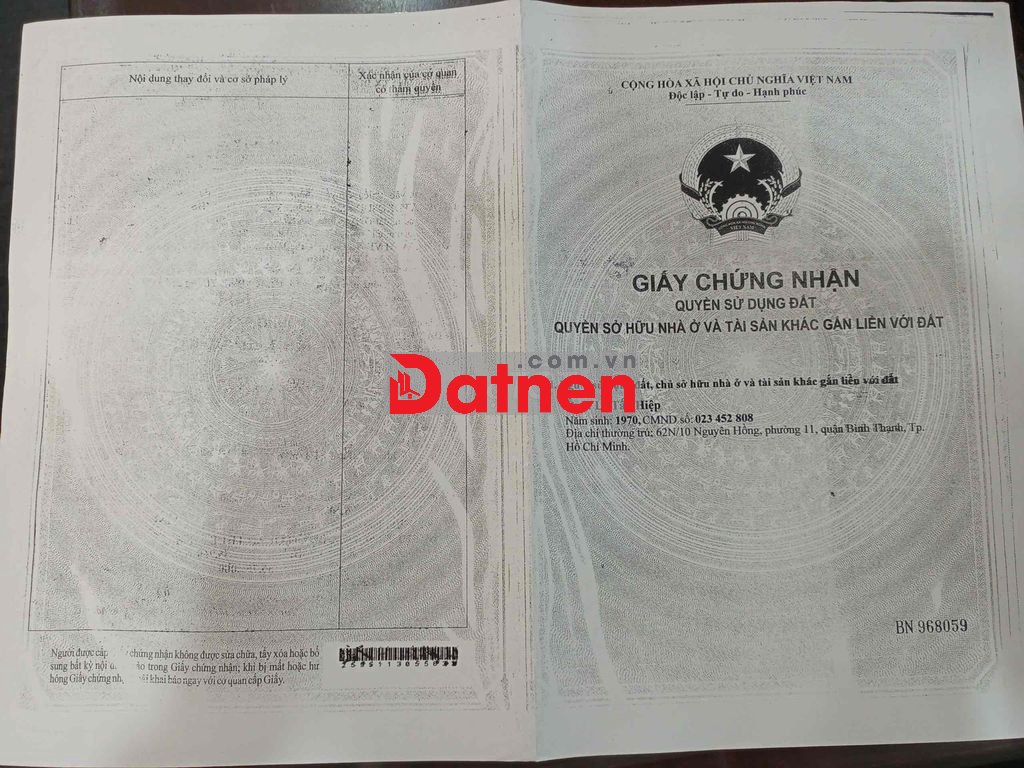 Nội dung thay đổi và cơ sở pháp lý
Xác nhận của cơ quan
có thẩm quyền
Người được cấp chứng nhận không được sửa chữa, tẩy xóa hoặc bổ
sung bất kỳ nội trong Giấy chứng nhận; khi bị mất hoặc hư
hỏng Giấy chứng khai báo ngay với cơ quan cấp Giấy.
CỘNG HÒA XÃ HỘI CHỦ NGHĨA VIỆT NAM
Độc lập - Tự do - Hạnh phúc
VIỆT NAM
GIẤY CHỨNG NHẬN
QUYỀN SỬ DỤNG ĐẤT
QUYỀN SỞ HỮU NHÀ Ở VÀ TÀI SẢN KHÁC GẮN LIỀN VỚI ĐẤT
.com.vn
Datnen
đất, chủ sở hữu nhà ở và tài sản khác gắn liền với đất
Hiệp
Năm sinh: 1970, CMND số: 023 452 808
Địa chỉ thường trú: 62N/10 Nguyên Hồng, phường 11, quận Bình Thạnh, Tp.
Hồ Chí Minh.
BN 968059